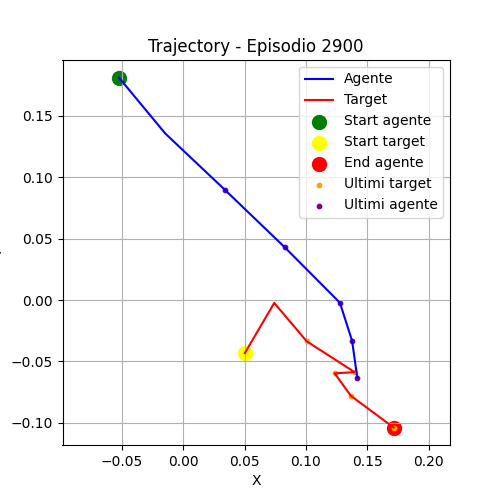 Trajectory - Episodio 2900
Agente
Target
Start agente
Start target
End agente
Ultimi target
Ultimi agente
0.15
0.10
0.05
0.00
−0.05
−0.10
−0.05
0.00
0.05
0.10
0.15
0.20
X